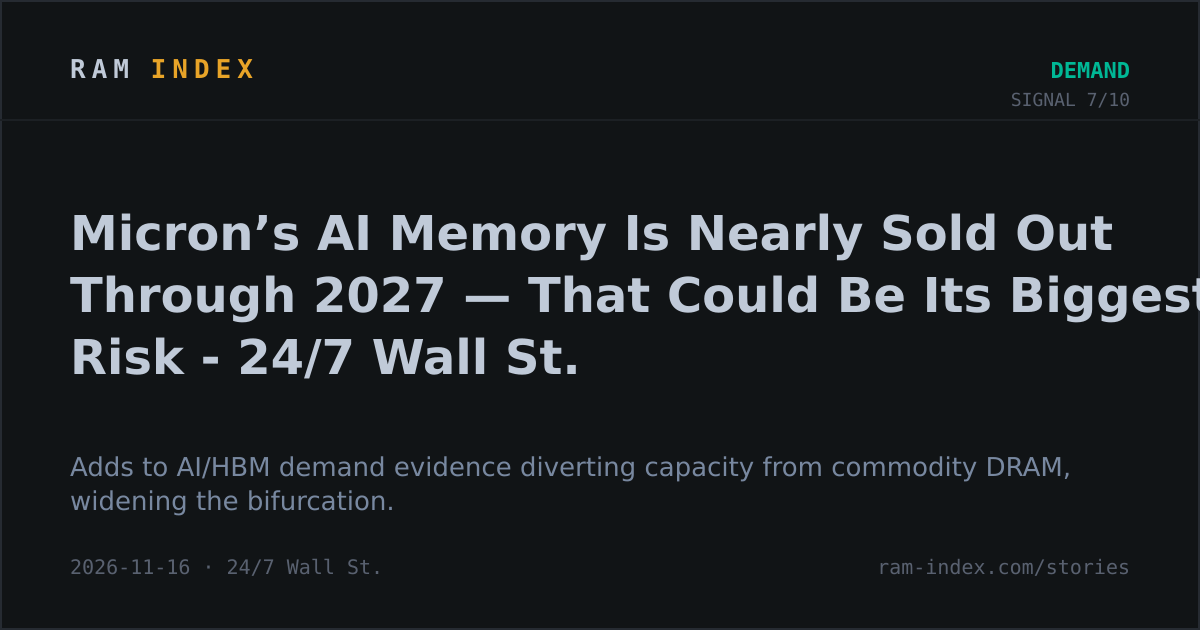 RAM INDEX
DEMAND
SIGNAL 7/10
Micron’s AI Memory Is Nearly Sold Out
Through 2027 — That Could Be Its Biggest
Risk - 24/7 Wall St.
Adds to AI/HBM demand evidence diverting capacity from commodity DRAM,
widening the bifurcation.
2026-11-16 · 24/7 Wall St.
ram-index.com/stories